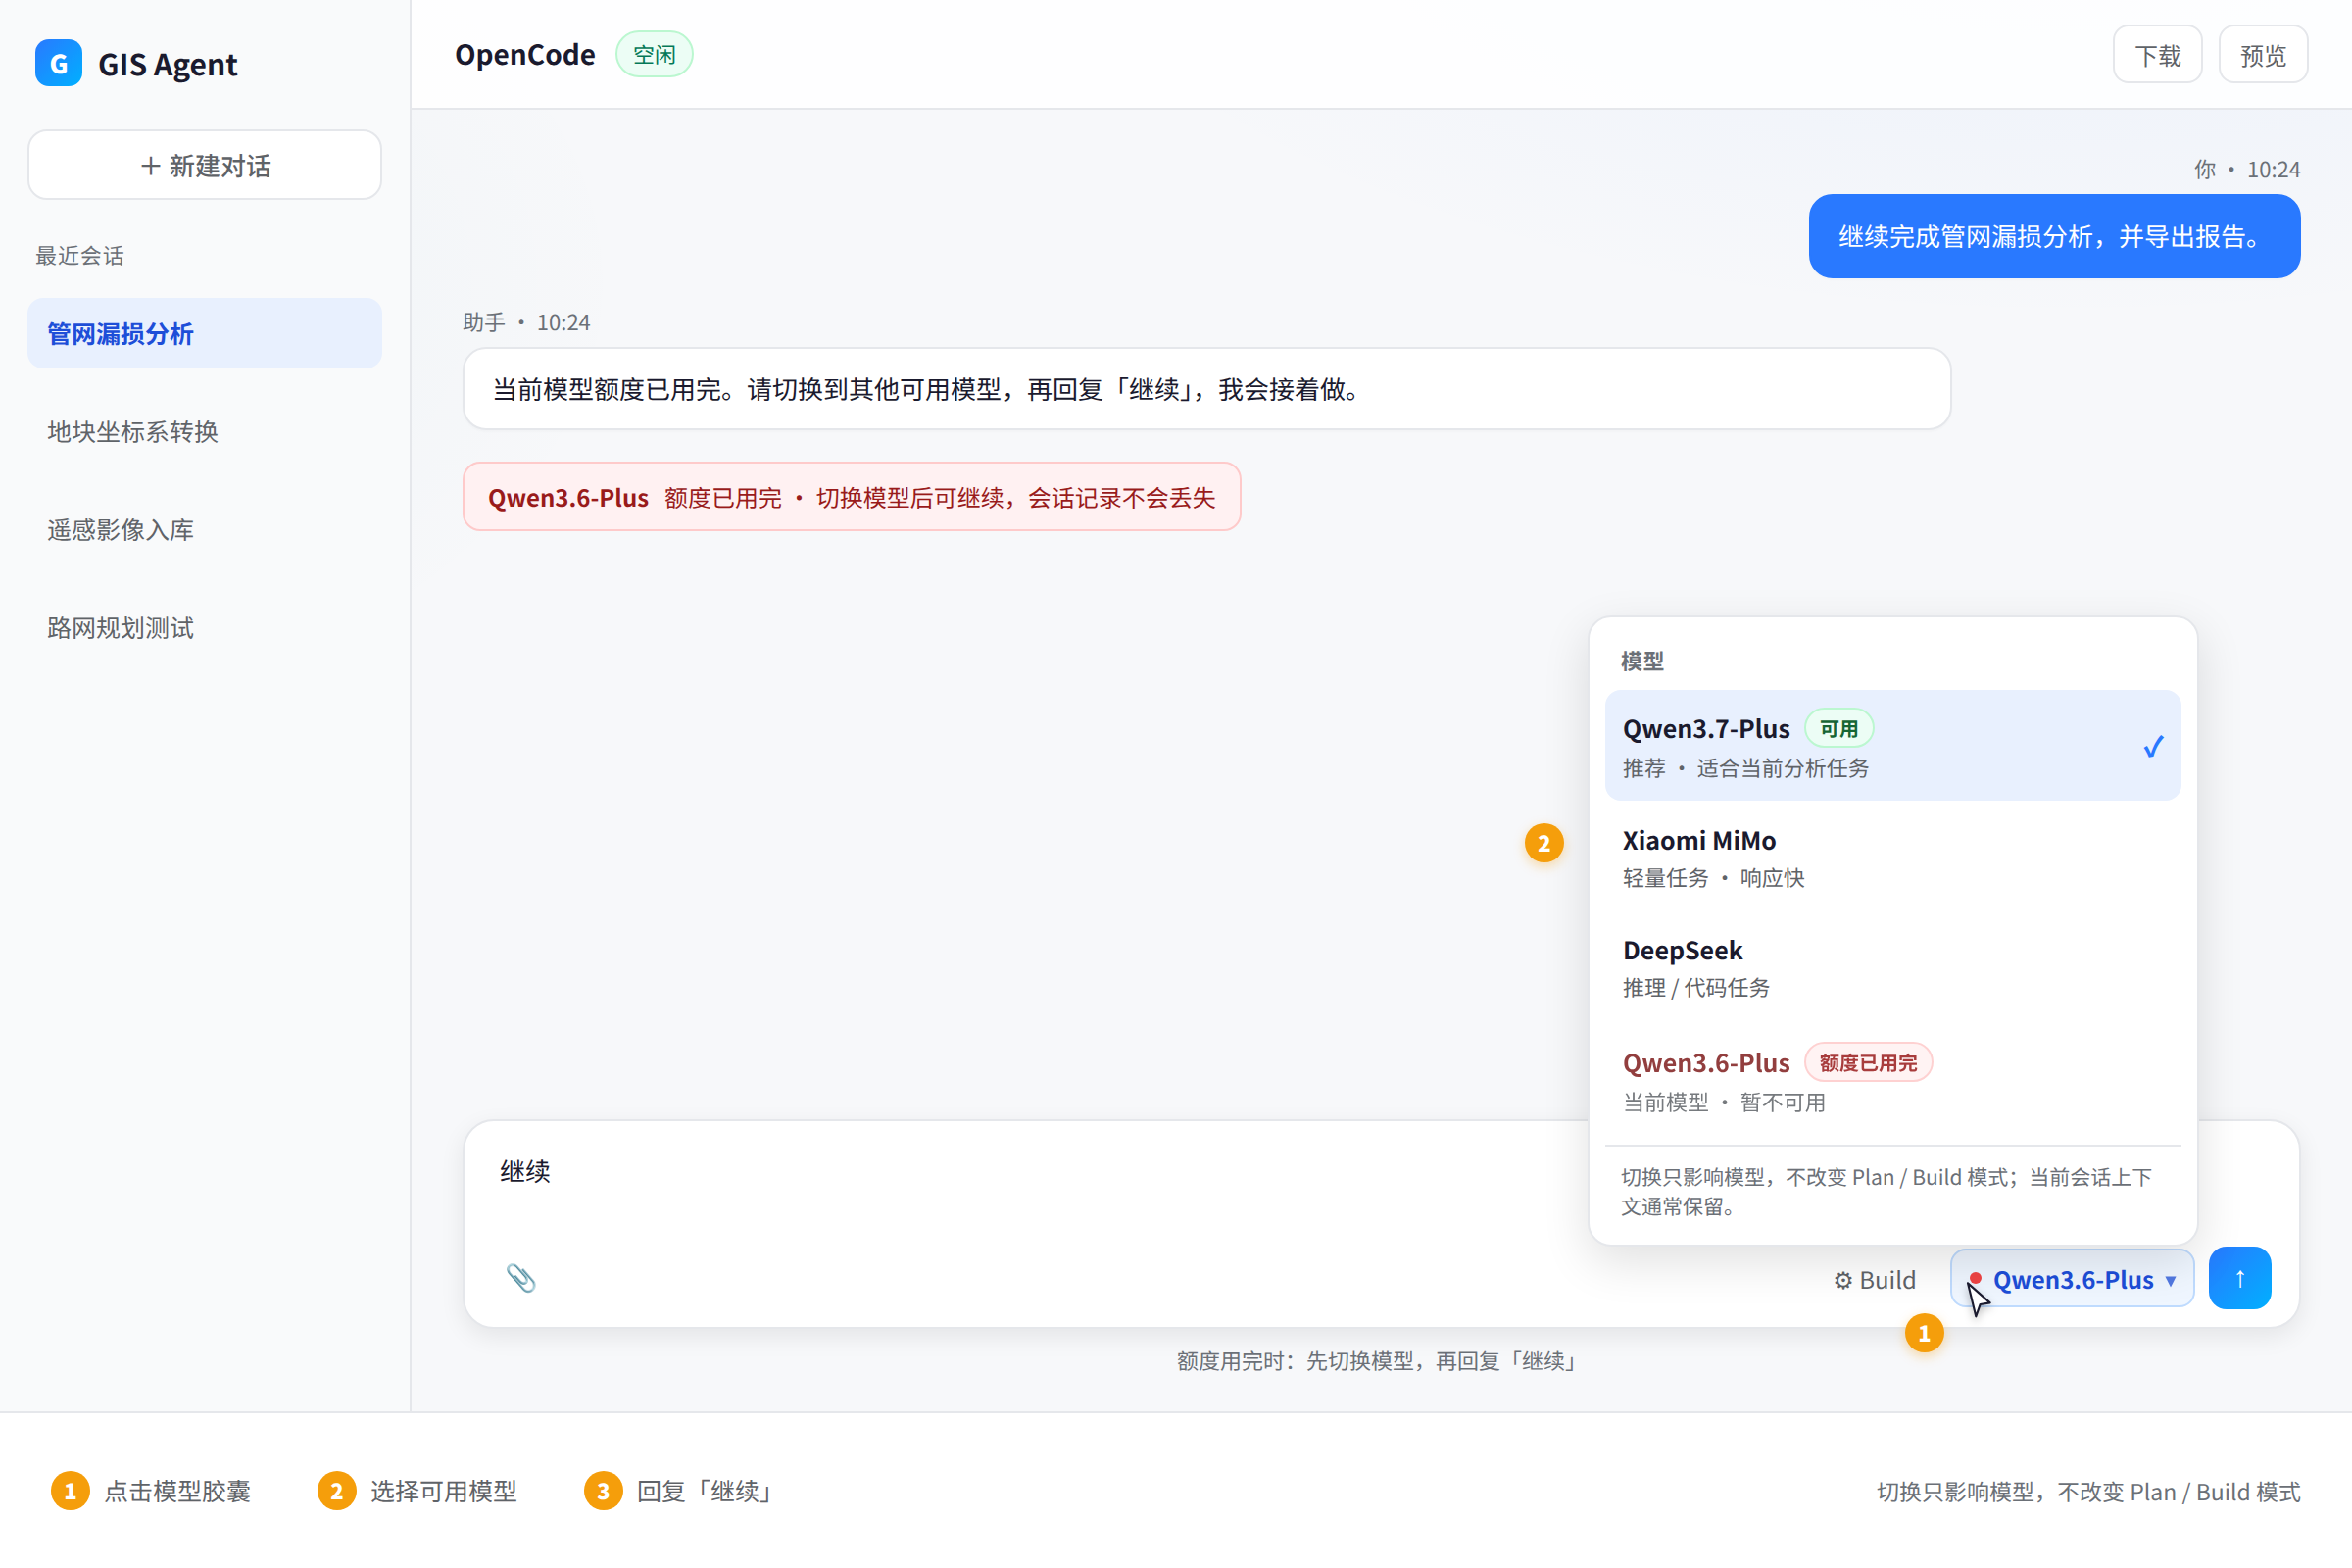 G GIS Agent
＋ 新建对话
最近会话
管网漏损分析
地块坐标系转换
遥感影像入库
路网规划测试
OpenCode 空闲
下载 预览
你 · 10:24
继续完成管网漏损分析，并导出报告。
助手 · 10:24
当前模型额度已用完。请切换到其他可用模型，再回复「继续」，我会接着做。
Qwen3.6-Plus 额度已用完 · 切换模型后可继续，会话记录不会丢失
模型
Qwen3.7-Plus 可用 ✓
推荐 · 适合当前分析任务
2
Xiaomi MiMo
轻量任务 · 响应快
DeepSeek
推理 / 代码任务
Qwen3.6-Plus 额度已用完
当前模型 · 暂不可用
切换只影响模型，不改变 Plan / Build 模式；当前会话上下
文通常保留。
继续
📎 ⚙ Build Qwen3.6-Plus ▾ ↑
1
额度用完时：先切换模型，再回复「继续」
1 点击模型胶囊 2 选择可用模型 3 回复「继续」
切换只影响模型，不改变 Plan / Build 模式